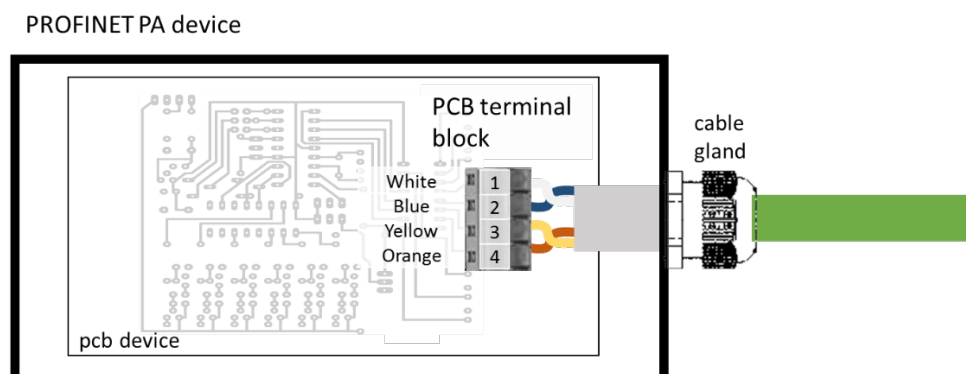 PROFINET PA device
PCB terminal
block
cable
gland
White 1
Blue 2
Yellow 3
Orange 4
pcb device